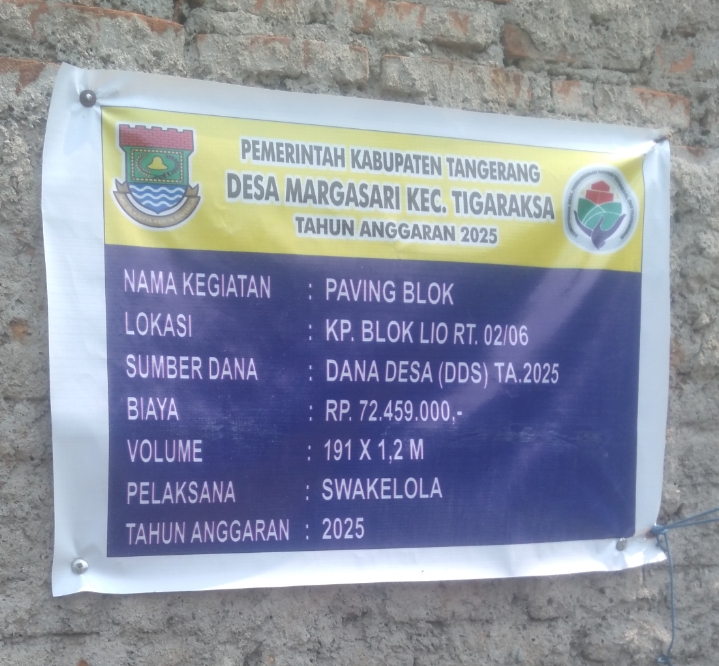 PEMERINTAH KABUPATEN TANGERANG
DESA MARGASARI KEC. TIGARAKSA
TAHUN ANGGARAN 2025
NAMA KEGIATAN : PAVING BLOK
LOKASI : KP. BLOK LIO RT. 02/06
SUMBER DANA : DANA DESA (DDS) TA.2025
BIAYA : RP. 72.459.000,-
VOLUME : 191 X 1,2 M
PELAKSANA : SWAKELOLA
TAHUN ANGGARAN : 2025